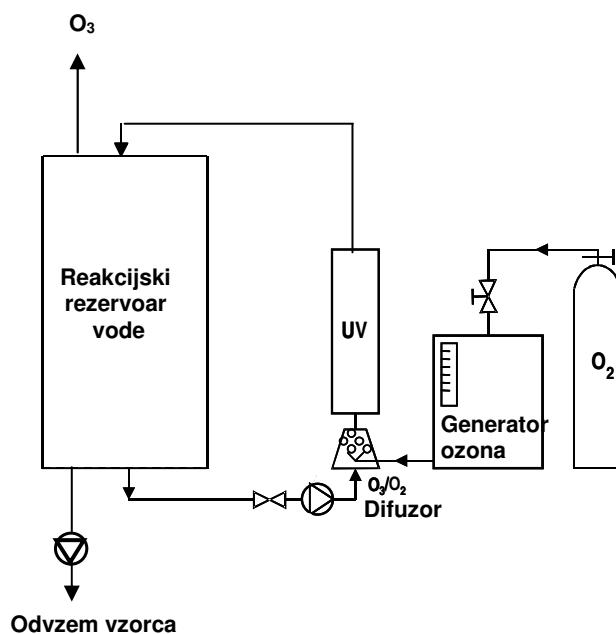 O₃
Reakcijski
rezervoar
vode
UV
Generator
ozona
O₂
O₃/O₂
Difuzor
Odvzem vzorca